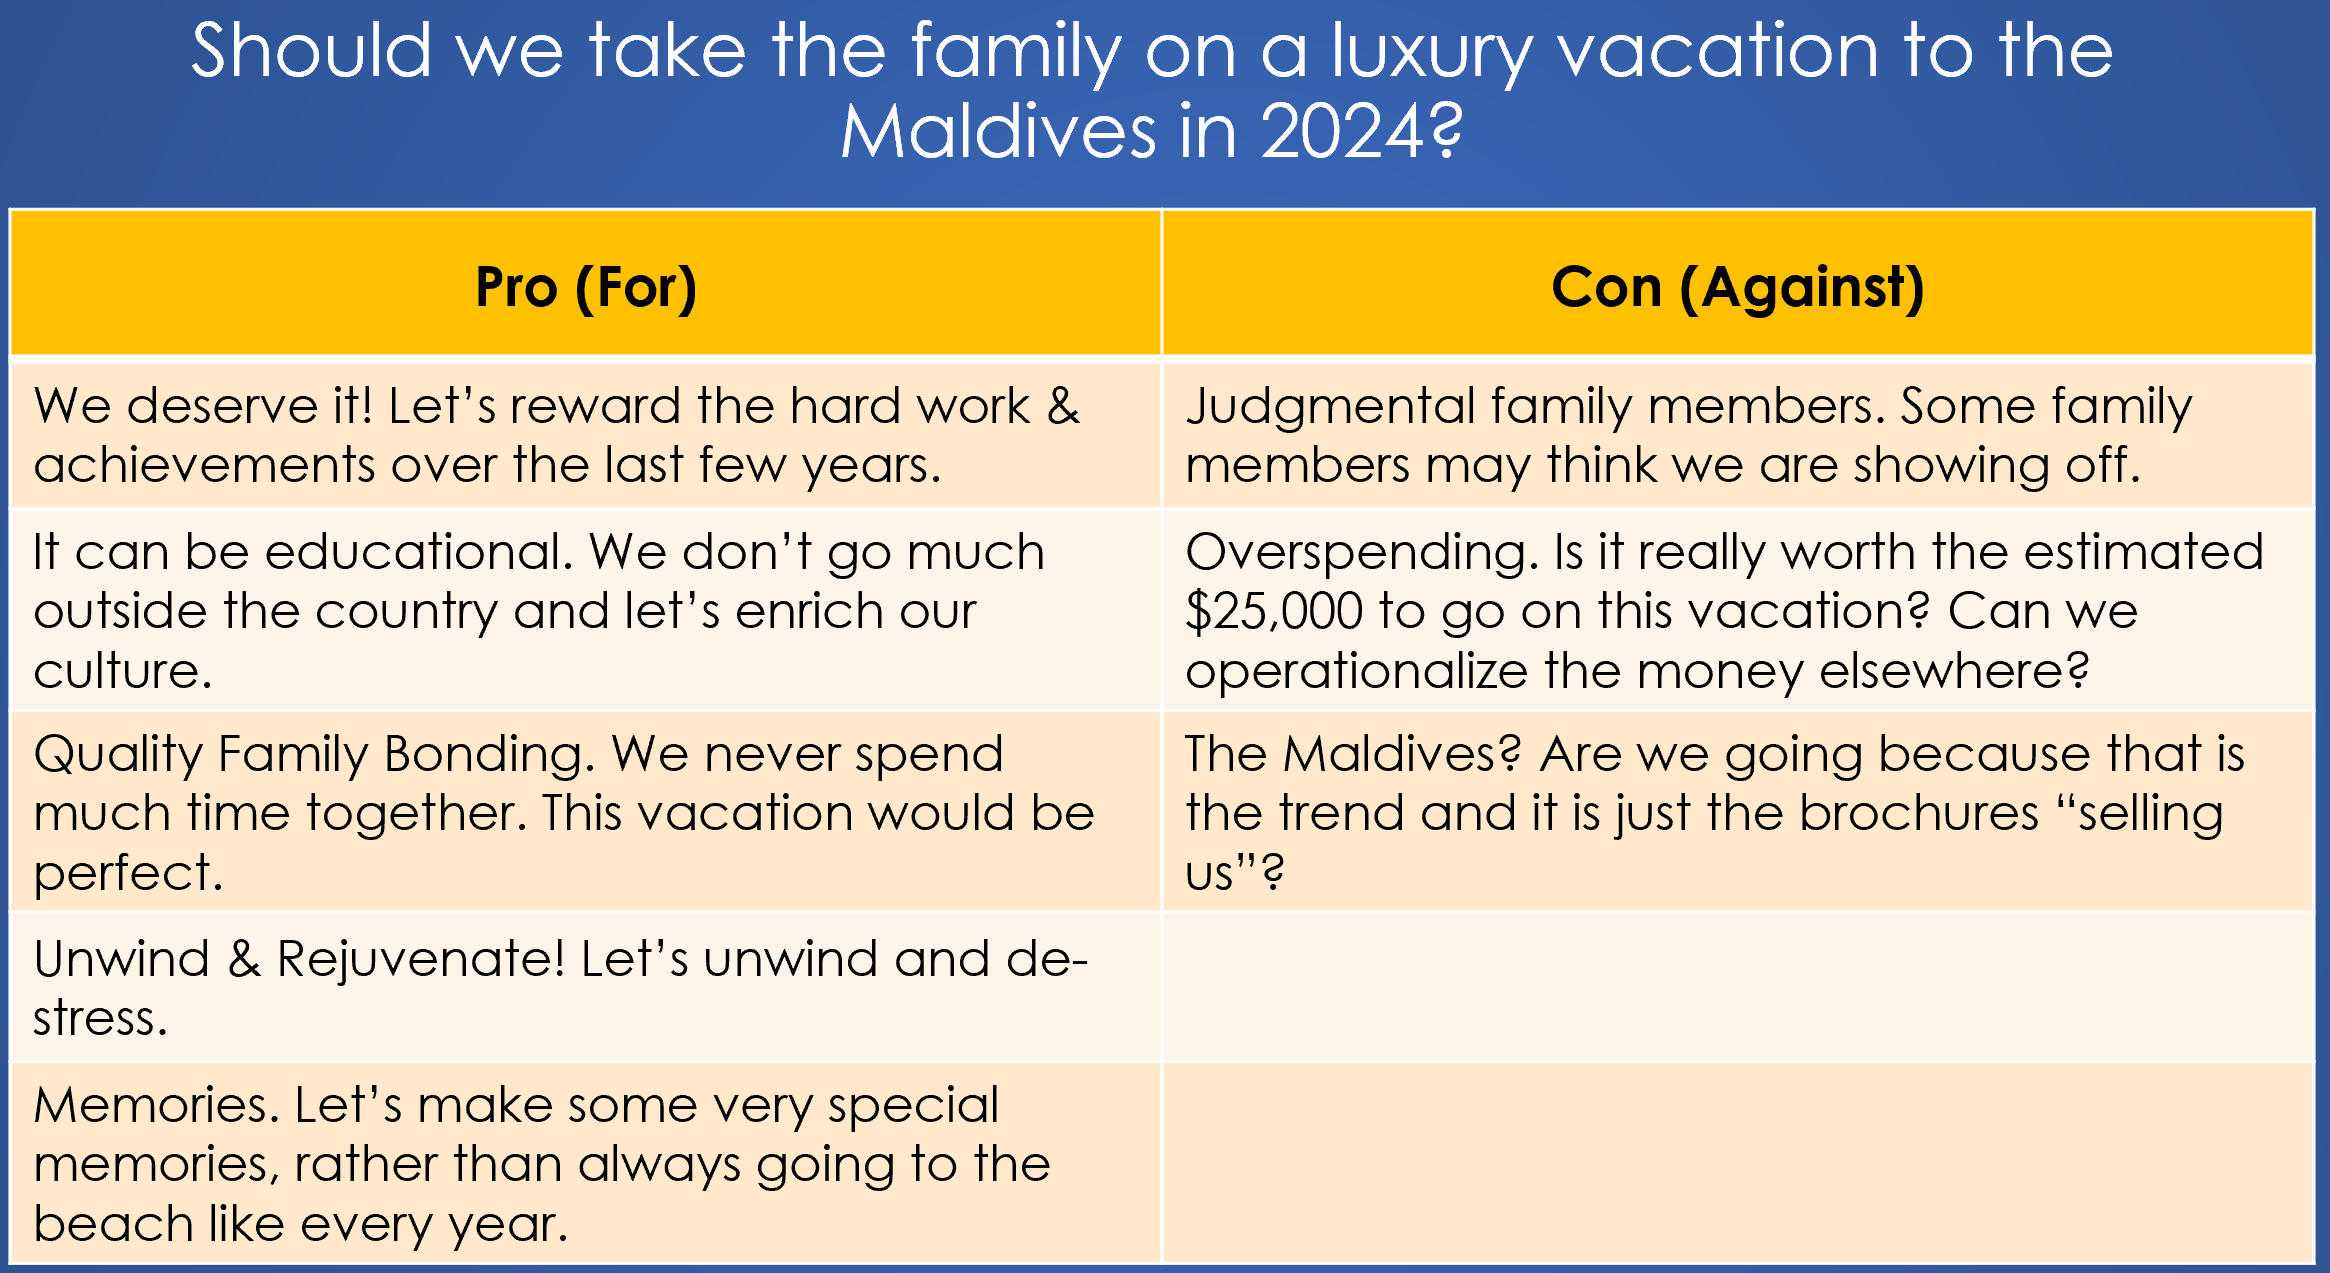 Should we take the family on a luxury vacation to the
Maldives in 2024?
Pro (For)
Con (Against)
We deserve it! Let’s reward the hard work &
achievements over the last few years.
Judgmental family members. Some family
members may think we are showing off.
It can be educational. We don’t go much
outside the country and let’s enrich our
culture.
Overspending. Is it really worth the estimated
$25,000 to go on this vacation? Can we
operationalize the money elsewhere?
Quality Family Bonding. We never spend
much time together. This vacation would be
perfect.
The Maldives? Are we going because that is
the trend and it is just the brochures “selling
us”?
Unwind & Rejuvenate! Let’s unwind and de-
stress.
Memories. Let’s make some very special
memories, rather than always going to the
beach like every year.